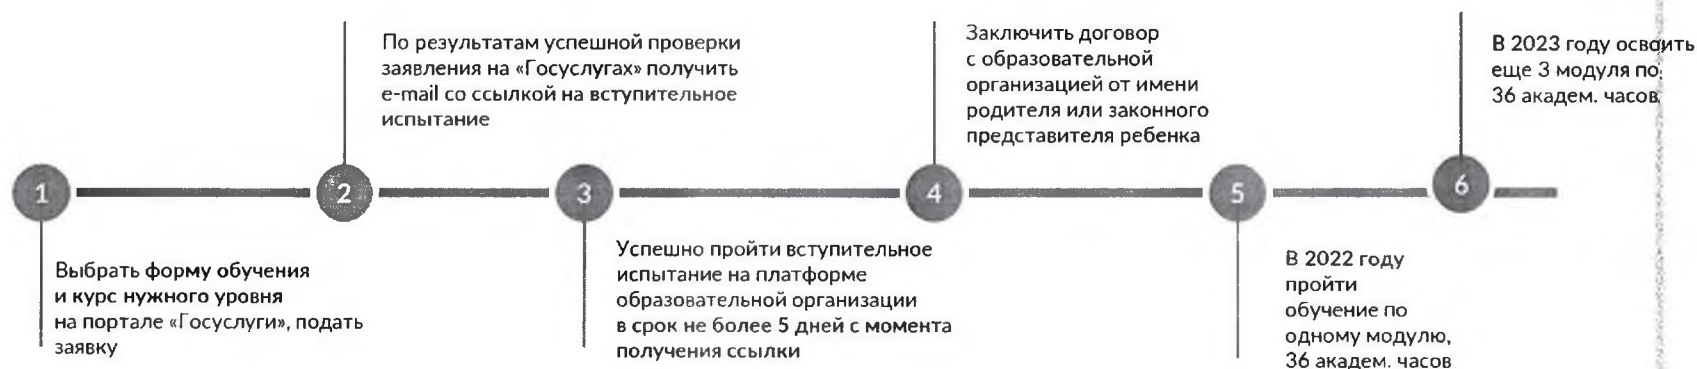 1
Выбрать форму обучения
и курс нужного уровня
на портале «Госуслуги», подать
заявку
2
По результатам успешной проверки
заявления на «Госуслугах» получить
e-mail со ссылкой на вступительное
испытание
3
Успешно пройти вступительное
испытание на платформе
образовательной организации
в срок не более 5 дней с момента
получения ссылки
4
Заключить договор
с образовательной
организацией от имени
родителя или законного
представителя ребенка
5
В 2022 году
пройти
обучение по
одному модулю,
36 академ. часов
6
В 2023 году освоить
еще 3 модуля по
36 академ. часов